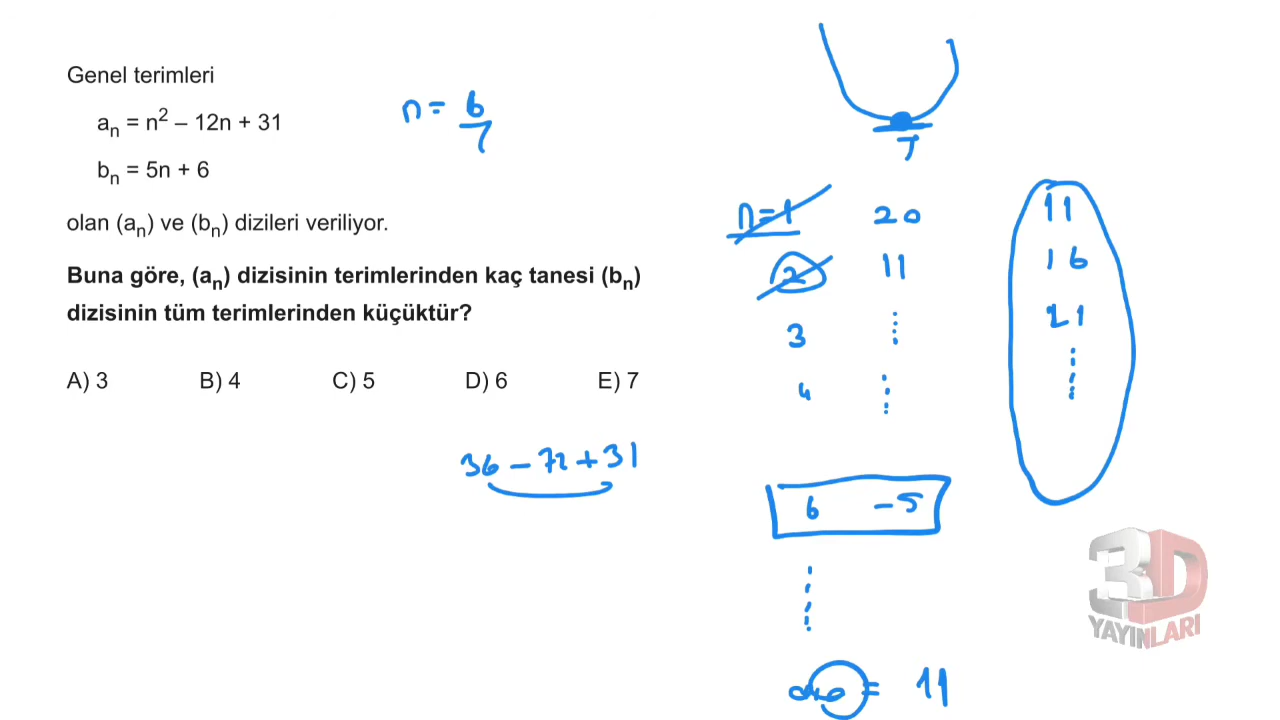 Genel terimleri
aₙ = n² – 12n + 31
bₙ = 5n + 6
olan (aₙ) ve (bₙ) dizileri veriliyor.
Buna göre, (aₙ) dizisinin terimlerinden kaç tanesi (bₙ)
dizisinin tüm terimlerinden küçüktür?
A) 3 B) 4 C) 5 D) 6 E) 7
n = 6
36 – 72 + 31
n=1 20 11
2 11 16
3 21
4
6 –5
= 11
3D
YAYINLARI